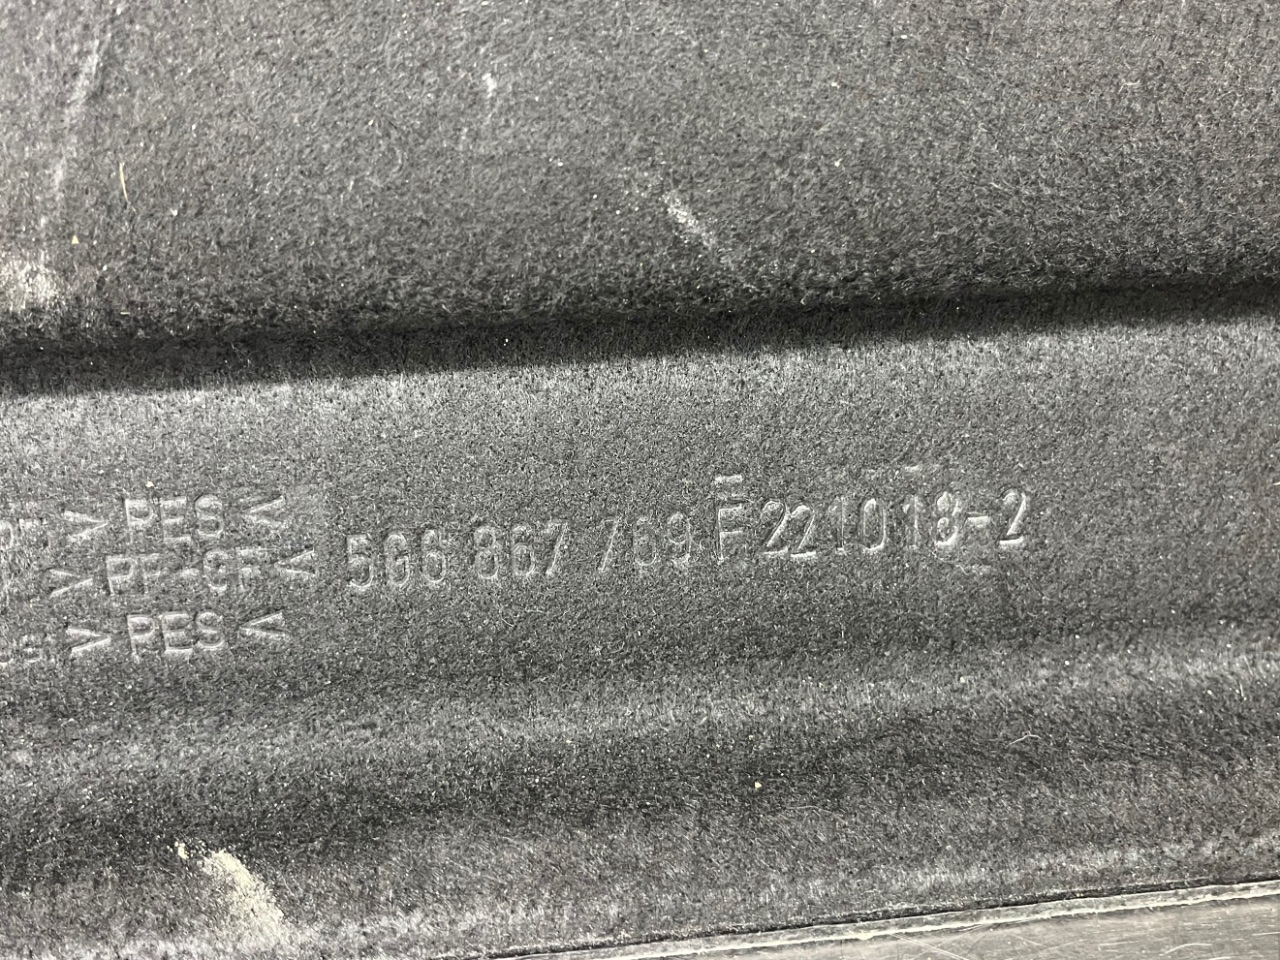 > PES <
> PP-GF < 5G6 867 769 F 221018-2
> PES <